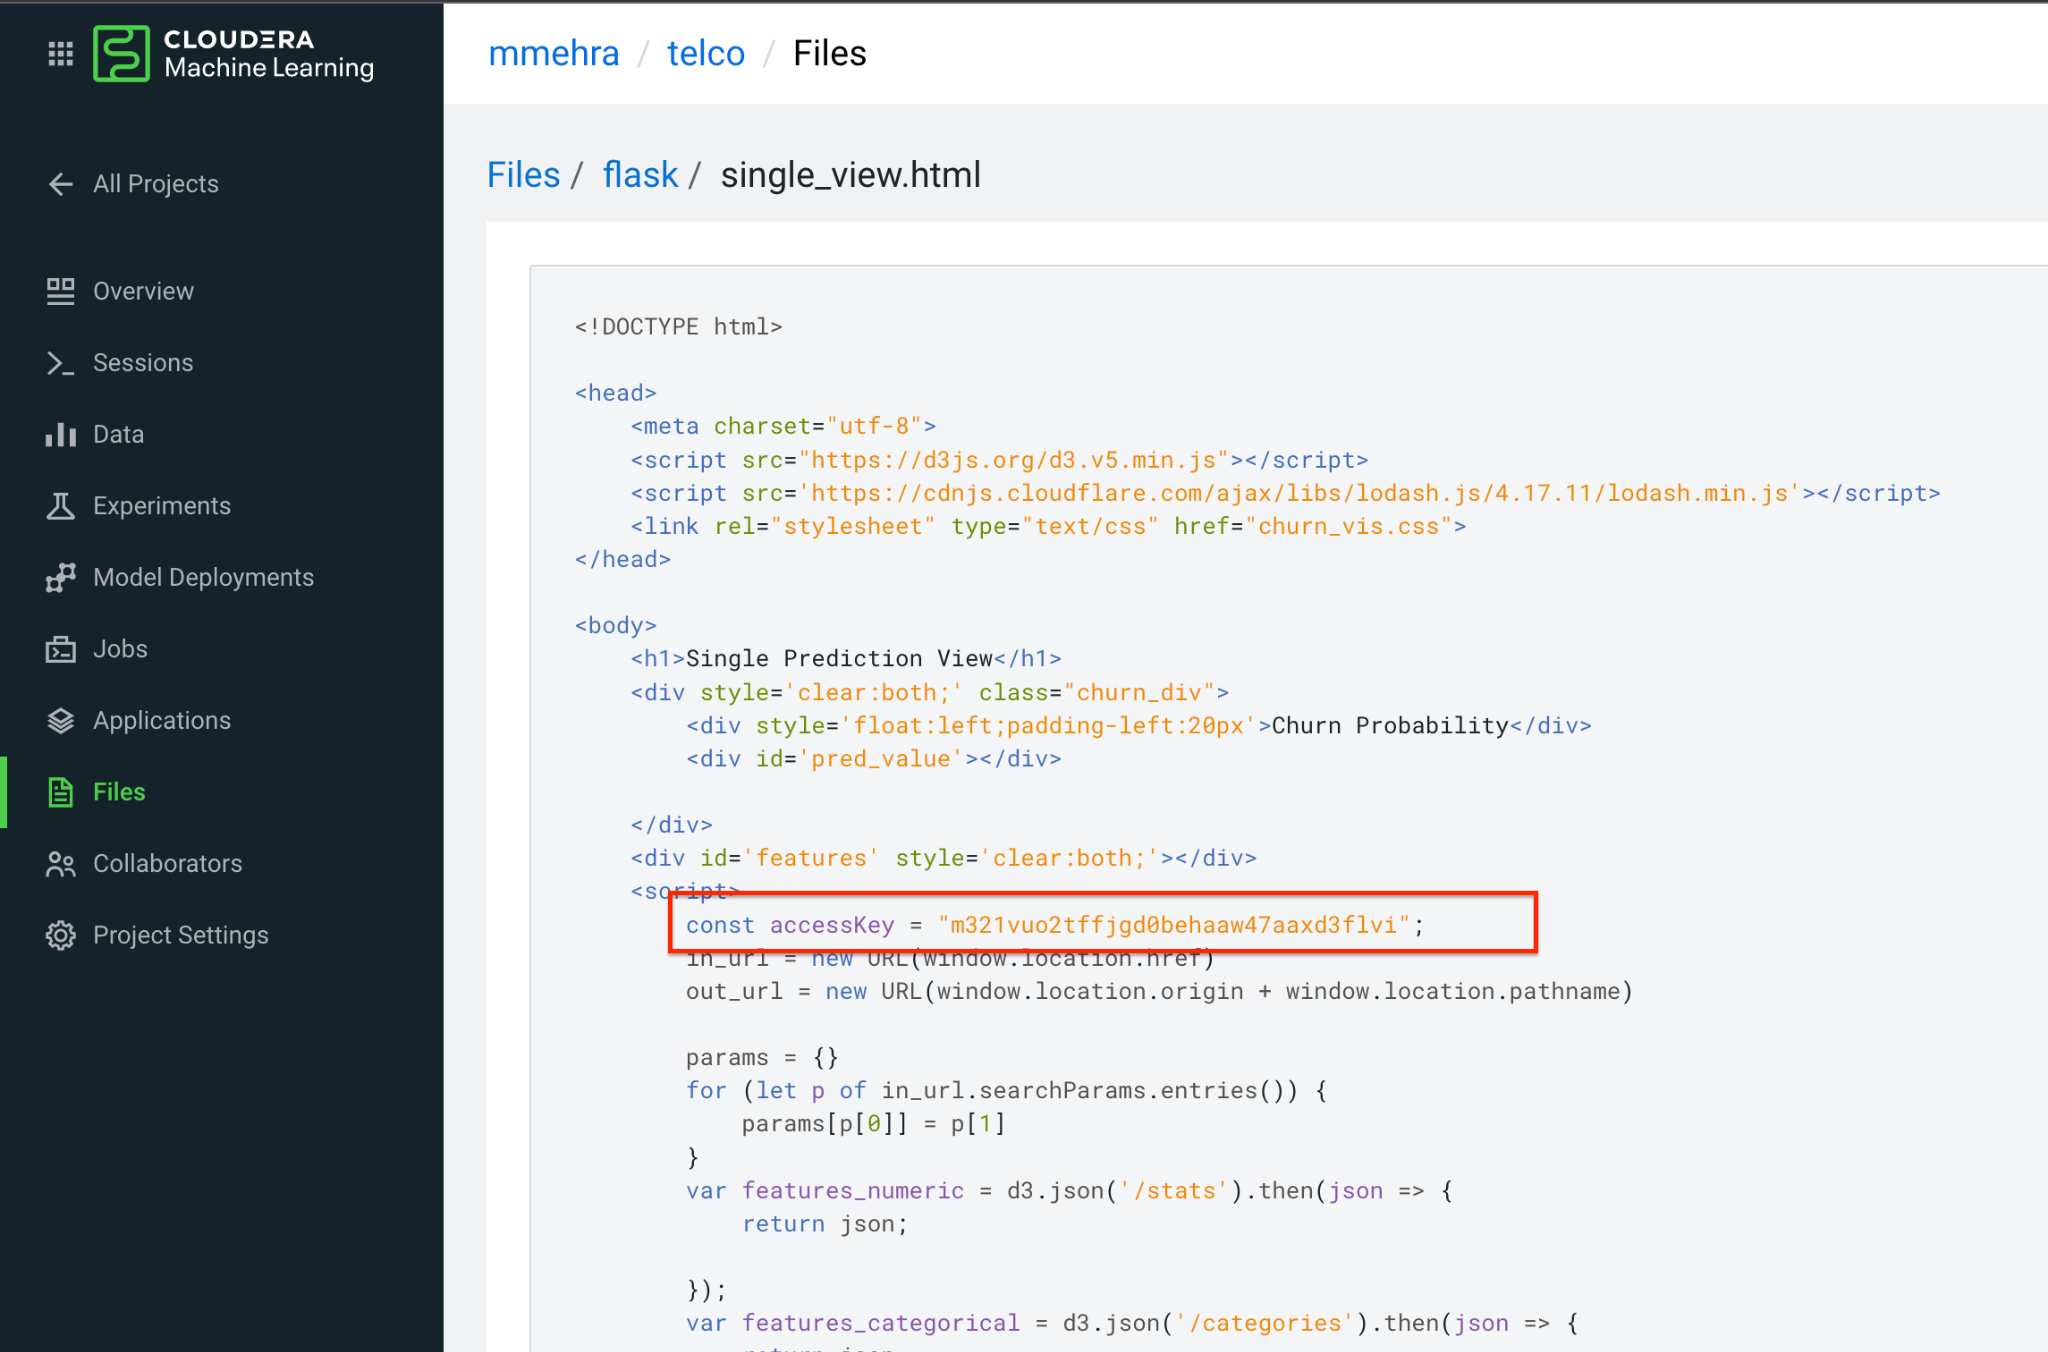 CLOUDERA
Machine Learning
All Projects
Overview
Sessions
Data
Experiments
Model Deployments
Jobs
Applications
Files
Collaborators
Project Settings
mmehra / telco / Files
Files / flask / single_view.html
<!DOCTYPE html>
<head>
<meta charset="utf-8">
<script src="https://d3js.org/d3.v5.min.js"></script>
<script src='https://cdnjs.cloudflare.com/ajax/libs/lodash.js/4.17.11/lodash.min.js'></script>
<link rel="stylesheet" type="text/css" href="churn_vis.css">
</head>
<body>
<h1>Single Prediction View</h1>
<div style='clear:both;' class="churn_div">
<div style='float:left;padding-left:20px'>Churn Probability</div>
<div id='pred_value'></div>
</div>
<div id='features' style='clear:both;'></div>
<script>
const accessKey = "m321vuo2tffjgd0behaaw47aaxd3flvi";
in_url = new URL(window.location.href)
out_url = new URL(window.location.origin + window.location.pathname)
params = {}
for (let p of in_url.searchParams.entries()) {
params[p[0]] = p[1]
}
var features_numeric = d3.json('/stats').then(json => {
return json;
});
var features_categorical = d3.json('/categories').then(json => {